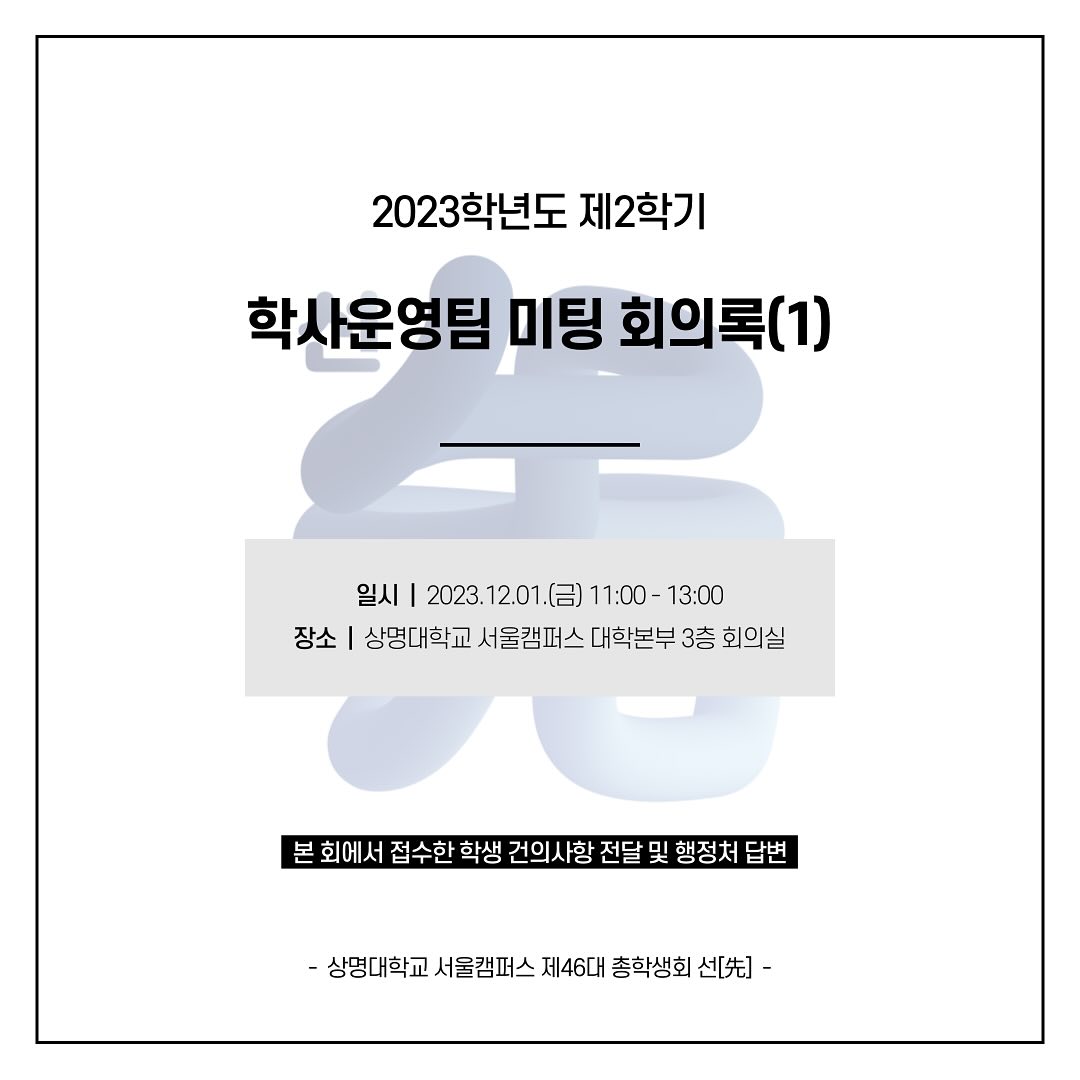 2023학년도 제2학기
학사운영팀 미팅 회의록(1)
선
先
일시 | 2023.12.01.(금) 11:00 - 13:00
장소 | 상명대학교 서울캠퍼스 대학본부 3층 회의실
본 회에서 접수한 학생 건의사항 전달 및 행정처 답변
- 상명대학교 서울캠퍼스 제46대 총학생회 선[先] -